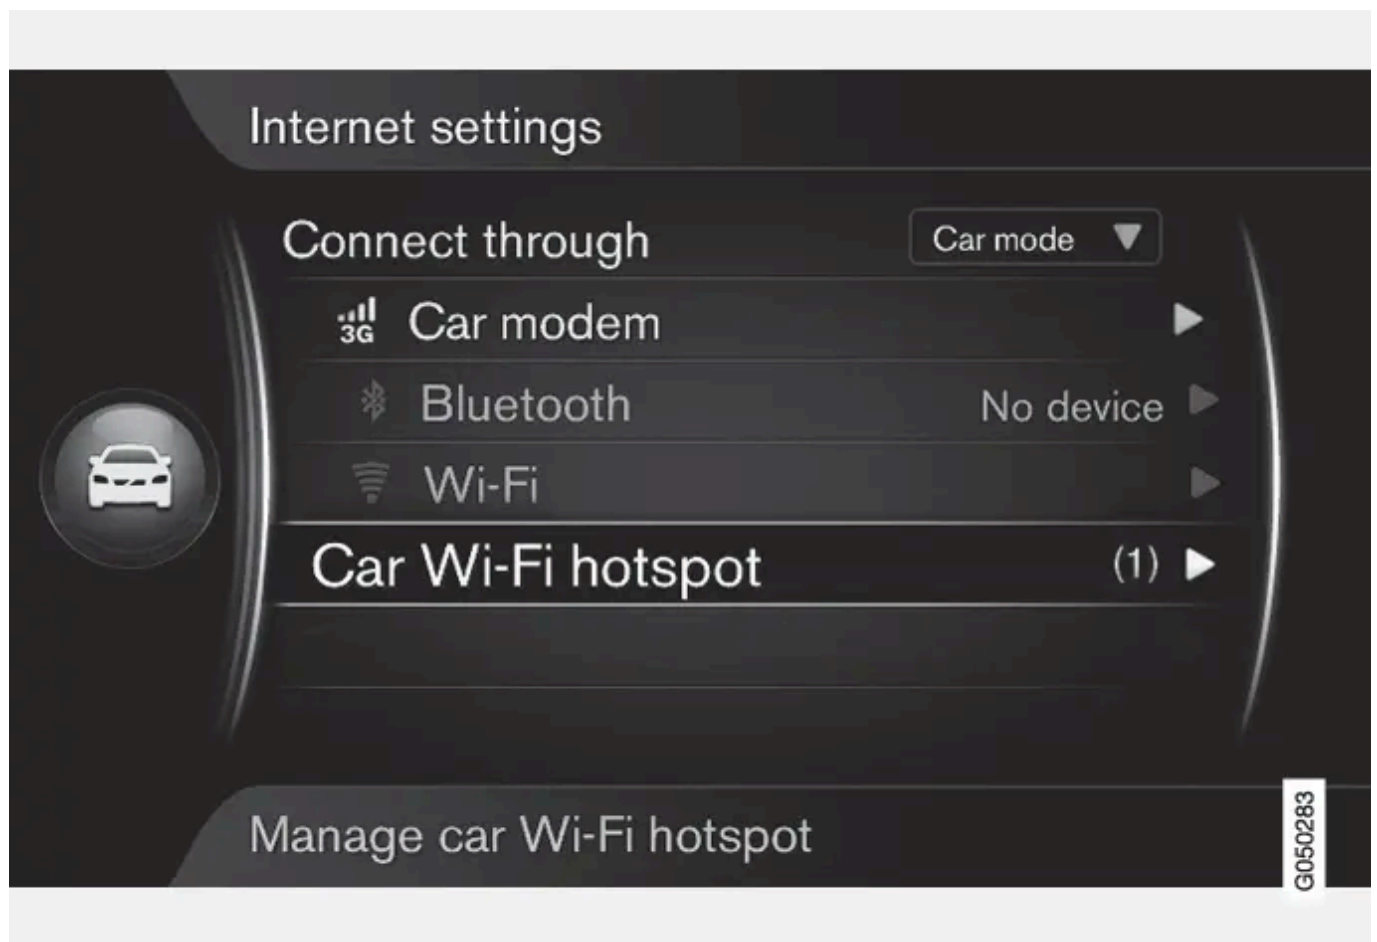 Internet settings
Connect through Car mode
3G Car modem
Bluetooth No device
Wi-Fi
Car Wi-Fi hotspot (1)
Manage car Wi-Fi hotspot
G050283